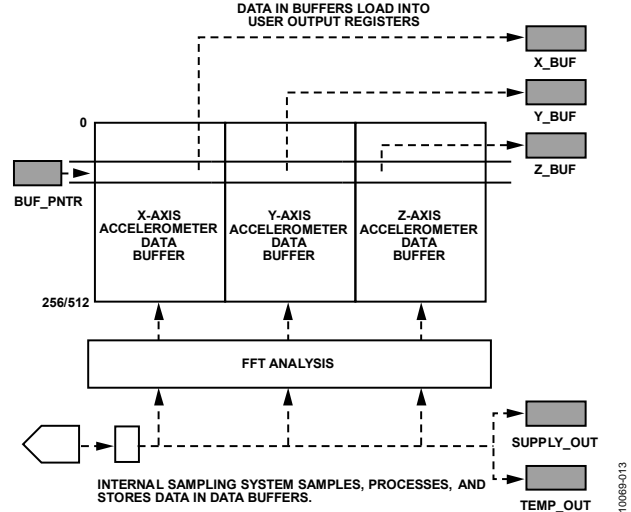 DATA IN BUFFERS LOAD INTO
USER OUTPUT REGISTERS
X_BUF
Y_BUF
0
Z_BUF
BUF_PNTR
X-AXIS
ACCELEROMETER
DATA
BUFFER
Y-AXIS
ACCELEROMETER
DATA
BUFFER
Z-AXIS
ACCELEROMETER
DATA
BUFFER
256/512
FFT ANALYSIS
SUPPLY_OUT
INTERNAL SAMPLING SYSTEM SAMPLES, PROCESSES, AND
STORES DATA IN DATA BUFFERS.
TEMP_OUT
10069-013